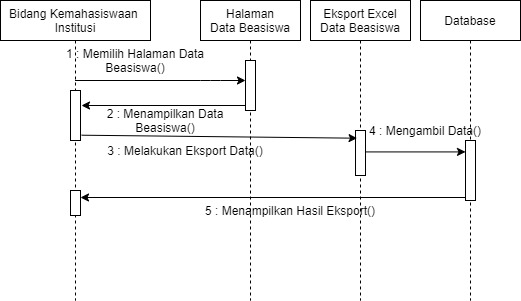 Bidang Kemahasiswaan
Institusi
Halaman
Data Beasiswa
Eksport Excel
Data Beasiswa
Database
1 : Memilih Halaman Data
Beasiswa()
2 : Menampilkan Data
Beasiswa()
3 : Melakukan Eksport Data()
4 : Mengambil Data()
5 : Menampilkan Hasil Eksport()